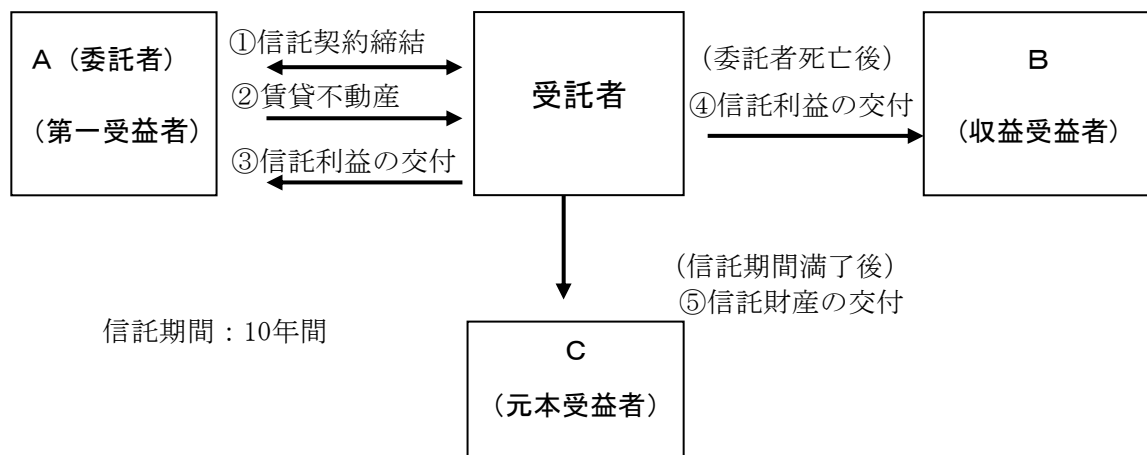 A（委託者）
（第一受益者）
①信託契約締結
②賃貸不動産
③信託利益の交付
受託者
（委託者死亡後）
④信託利益の交付
B
（収益受益者）
（信託期間満了後）
⑤信託財産の交付
信託期間：10年間
C
（元本受益者）